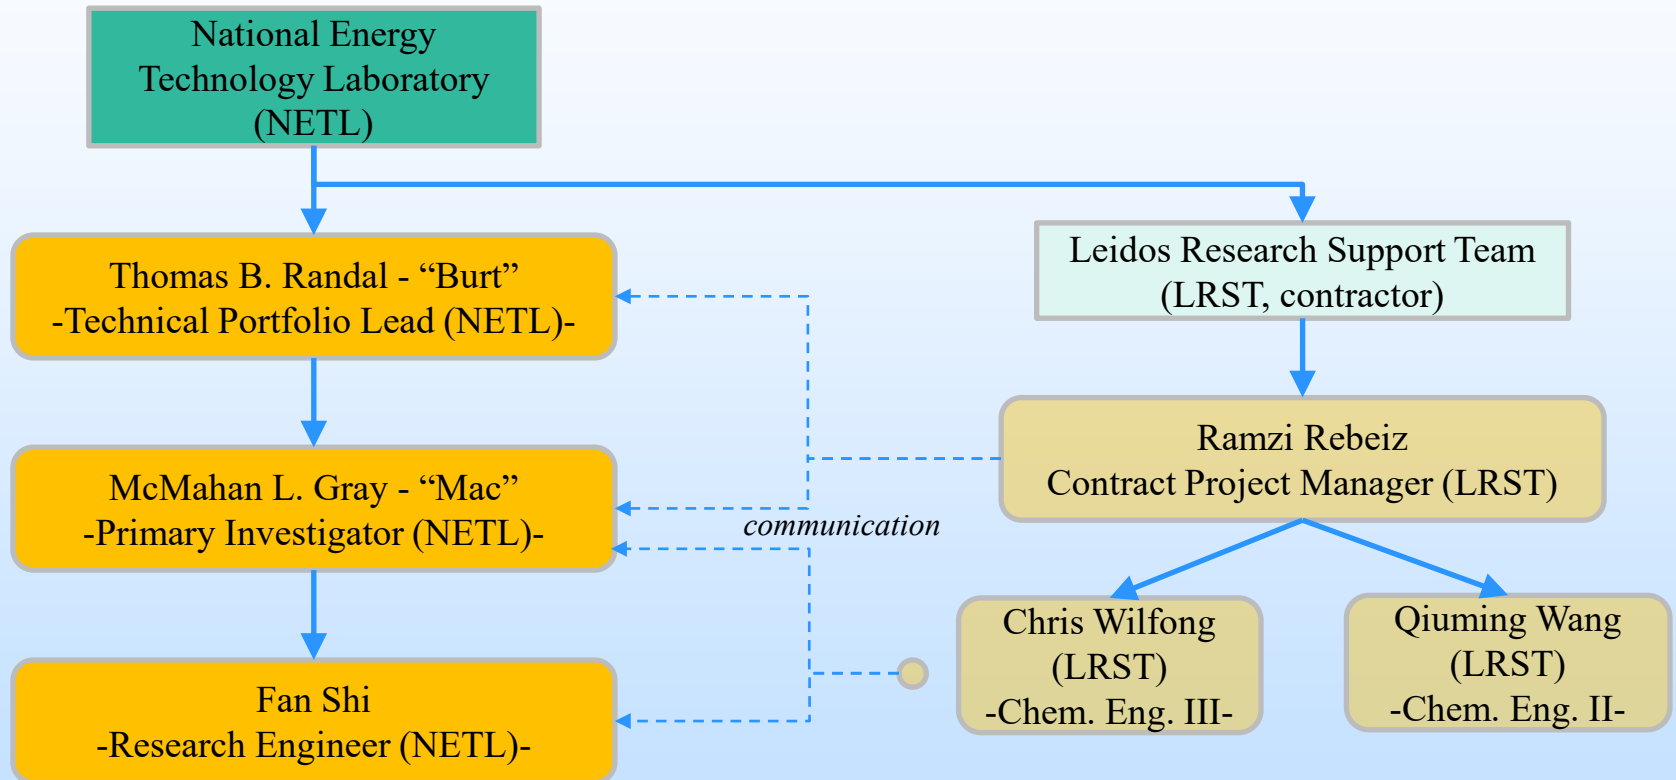 National Energy
Technology Laboratory
(NETL)
Thomas B. Randal - “Burt”
-Technical Portfolio Lead (NETL)-
Leidos Research Support Team
(LRST, contractor)
McMahan L. Gray - “Mac”
-Primary Investigator (NETL)-
Ramzi Rebeiz
Contract Project Manager (LRST)
communication
Fan Shi
-Research Engineer (NETL)-
Chris Wilfong
(LRST)
-Chem. Eng. III-
Qiuming Wang
(LRST)
-Chem. Eng. II-